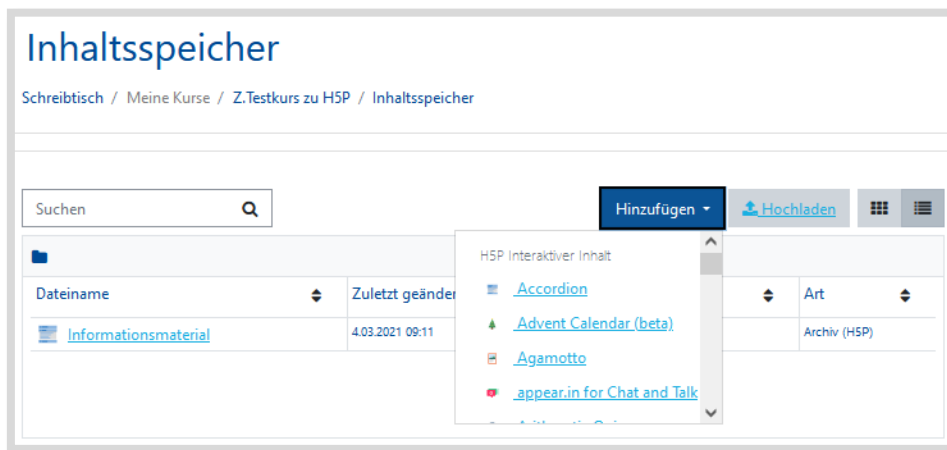 Inhaltsspeicher
Schreibtisch / Meine Kurse / Z.Testkurs zu H5P / Inhaltsspeicher
Suchen
Hinzufügen
Hochladen
H5P Interaktiver Inhalt
Accordion
Advent Calendar (beta)
Agamotto
appear.in for Chat and Talk
Dateiname
Zuletzt geänder
Art
Informationsmaterial
4.03.2021 09:11
Archiv (H5P)